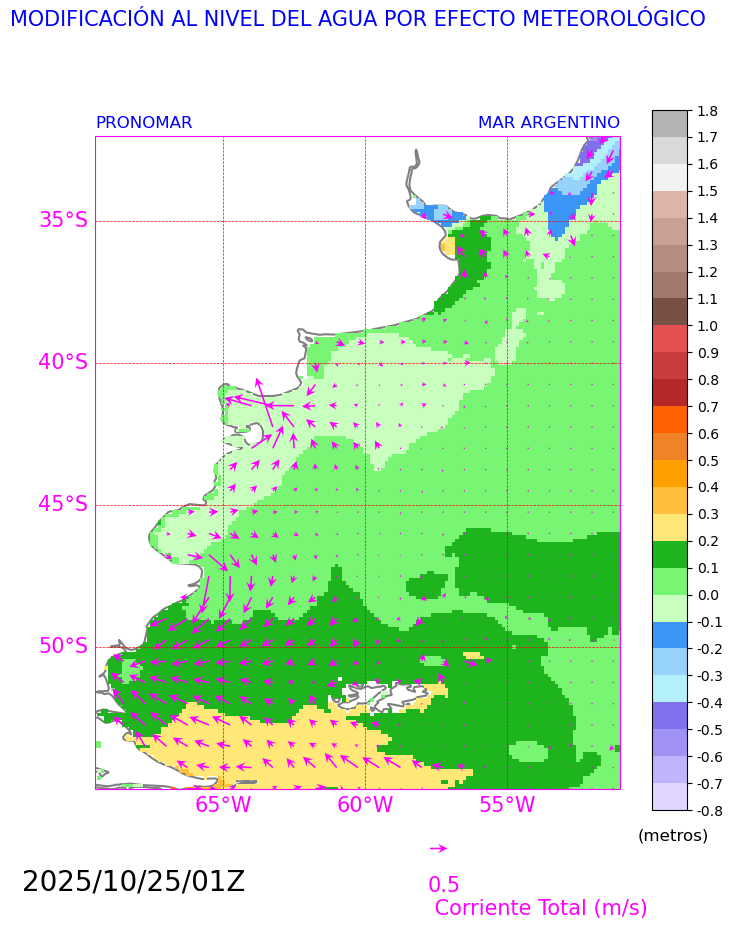 MODIFICACIÓN AL NIVEL DEL AGUA POR EFECTO METEOROLÓGICO
PRONOMAR MAR ARGENTINO
35°S
40°S
45°S
50°S
65°W 60°W 55°W
1.8
1.7
1.6
1.5
1.4
1.3
1.2
1.1
1.0
0.9
0.8
0.7
0.6
0.5
0.4
0.3
0.2
0.1
0.0
-0.1
-0.2
-0.3
-0.4
-0.5
-0.6
-0.7
-0.8
(metros)
2025/10/25/01Z
0.5
Corriente Total (m/s)